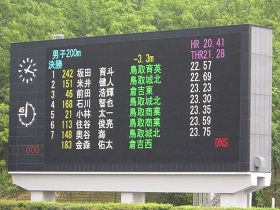 男子200m
決勝
-3.3m
HR 20.41
THR21.28
1 242 坂田 育斗 鳥取育英 22.57
2 151 米井 健人 鳥取城北 22.69
3 46 前田 浩輝 倉吉東 23.23
4 168 石川 智也 鳥取城北 23.30
5 21 小林 太一 鳥取商業 23.35
6 113 住谷 俊亮 鳥取城北 23.59
7 148 奥谷 海 鳥取商業 23.75
183 金森 佑太 倉吉西 DNS